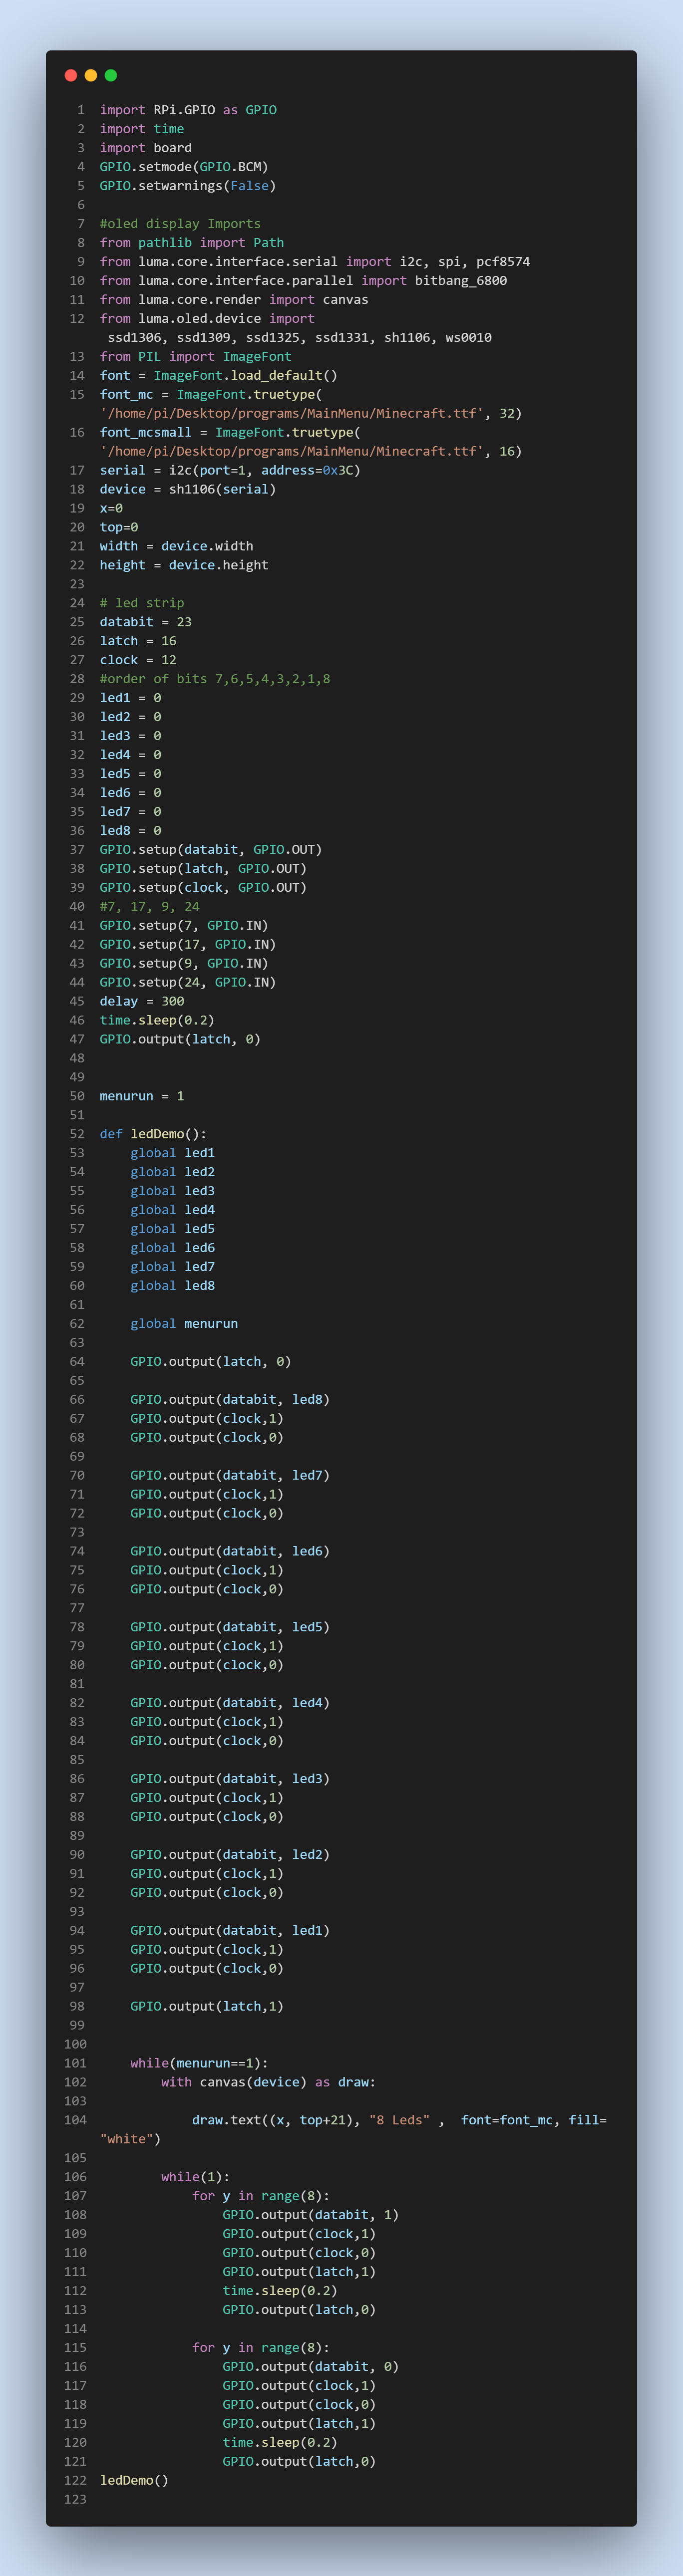 1 import RPi.GPIO as GPIO
2 import time
3 import board
4 GPIO.setmode(GPIO.BCM)
5 GPIO.setwarnings(False)
6
7 #oled display Imports
8 from pathlib import Path
9 from luma.core.interface.serial import i2c, spi, pcf8574
10 from luma.core.interface.parallel import bitbang_6800
11 from luma.core.render import canvas
12 from luma.oled.device import
 ssd1306, ssd1309, ssd1325, ssd1331, sh1106, ws0010
13 from PIL import ImageFont
14 font = ImageFont.load_default()
15 font_mc = ImageFont.truetype(
'/home/pi/Desktop/programs/MainMenu/Minecraft.ttf', 32)
16 font_mcsmall = ImageFont.truetype(
'/home/pi/Desktop/programs/MainMenu/Minecraft.ttf', 16)
17 serial = i2c(port=1, address=0x3C)
18 device = sh1106(serial)
19 x=0
20 top=0
21 width = device.width
22 height = device.height
23
24 # led strip
25 databit = 23
26 latch = 16
27 clock = 12
28 #order of bits 7,6,5,4,3,2,1,8
29 led1 = 0
30 led2 = 0
31 led3 = 0
32 led4 = 0
33 led5 = 0
34 led6 = 0
35 led7 = 0
36 led8 = 0
37 GPIO.setup(databit, GPIO.OUT)
38 GPIO.setup(latch, GPIO.OUT)
39 GPIO.setup(clock, GPIO.OUT)
40 #7, 17, 9, 24
41 GPIO.setup(7, GPIO.IN)
42 GPIO.setup(17, GPIO.IN)
43 GPIO.setup(9, GPIO.IN)
44 GPIO.setup(24, GPIO.IN)
45 delay = 300
46 time.sleep(0.2)
47 GPIO.output(latch, 0)
48
49
50 menurun = 1
51
52 def ledDemo():
53     global led1
54     global led2
55     global led3
56     global led4
57     global led5
58     global led6
59     global led7
60     global led8
61
62     global menurun
63
64     GPIO.output(latch, 0)
65
66     GPIO.output(databit, led8)
67     GPIO.output(clock,1)
68     GPIO.output(clock,0)
69
70     GPIO.output(databit, led7)
71     GPIO.output(clock,1)
72     GPIO.output(clock,0)
73
74     GPIO.output(databit, led6)
75     GPIO.output(clock,1)
76     GPIO.output(clock,0)
77
78     GPIO.output(databit, led5)
79     GPIO.output(clock,1)
80     GPIO.output(clock,0)
81
82     GPIO.output(databit, led4)
83     GPIO.output(clock,1)
84     GPIO.output(clock,0)
85
86     GPIO.output(databit, led3)
87     GPIO.output(clock,1)
88     GPIO.output(clock,0)
89
90     GPIO.output(databit, led2)
91     GPIO.output(clock,1)
92     GPIO.output(clock,0)
93
94     GPIO.output(databit, led1)
95     GPIO.output(clock,1)
96     GPIO.output(clock,0)
97
98     GPIO.output(latch,1)
99
100
101     while(menurun==1):
102         with canvas(device) as draw:
103
104             draw.text((x, top+21), "8 Leds" ,  font=font_mc, fill=
"white")
105
106         while(1):
107             for y in range(8):
108                 GPIO.output(databit, 1)
109                 GPIO.output(clock,1)
110                 GPIO.output(clock,0)
111                 GPIO.output(latch,1)
112                 time.sleep(0.2)
113                 GPIO.output(latch,0)
114
115             for y in range(8):
116                 GPIO.output(databit, 0)
117                 GPIO.output(clock,1)
118                 GPIO.output(clock,0)
119                 GPIO.output(latch,1)
120                 time.sleep(0.2)
121                 GPIO.output(latch,0)
122 ledDemo()
123